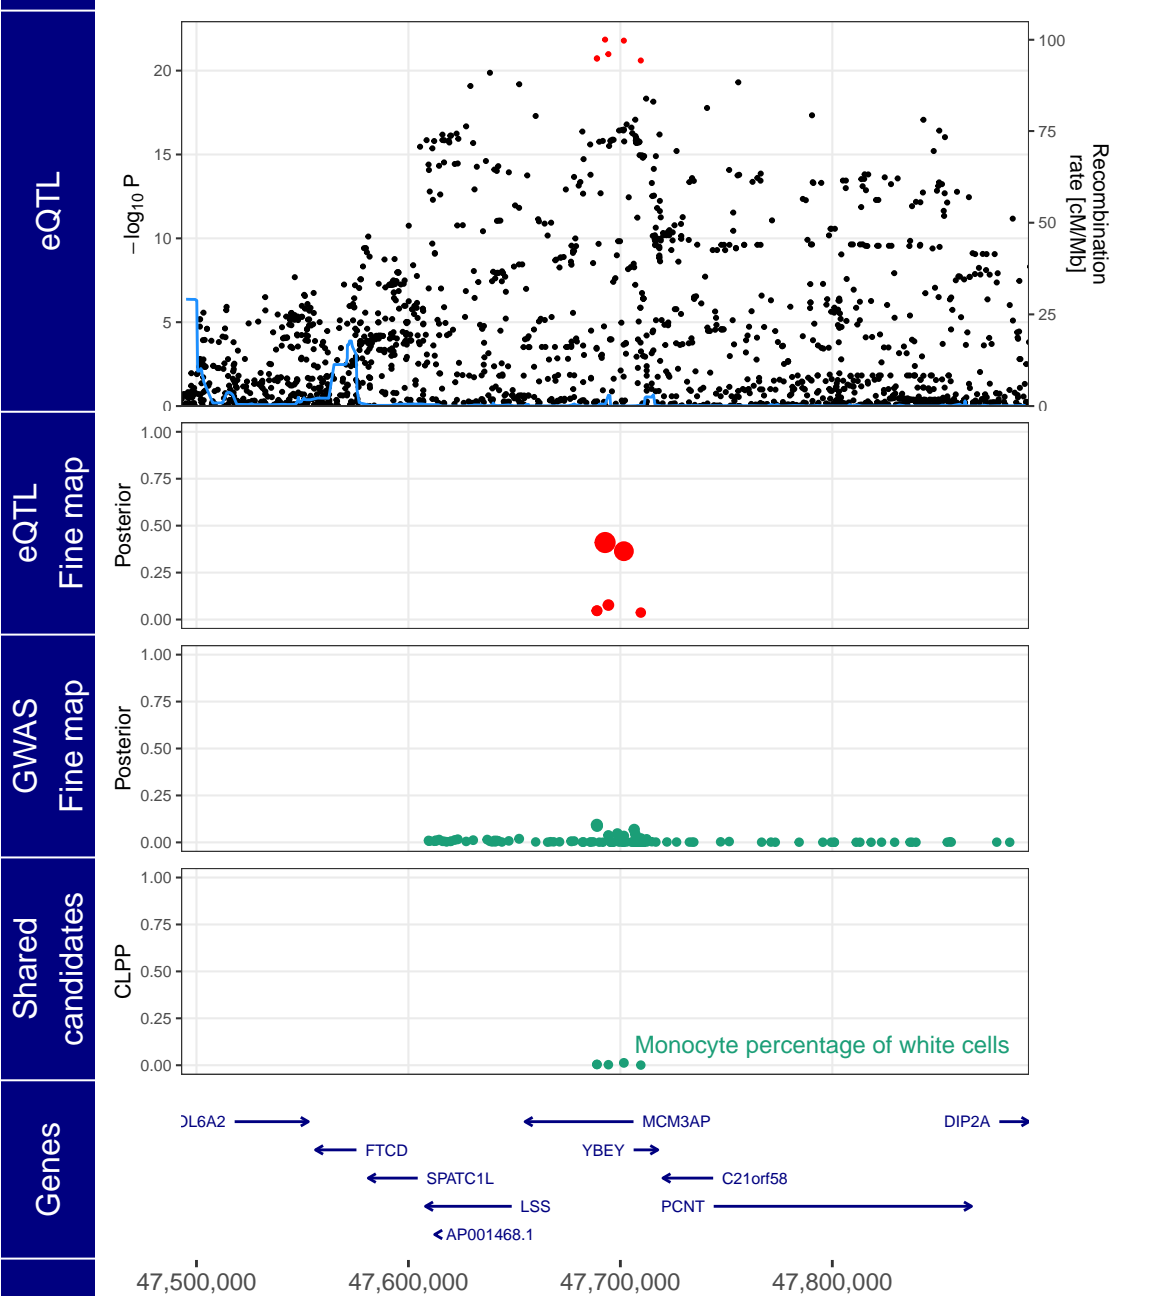 eQTL
−log10 P
20
15
10
5
0
100
75
50
25
0
Recombination
rate [cM/Mb]
eQTL
Fine map
Posterior
1.00
0.75
0.50
0.25
0.00
GWAS
Fine map
Posterior
1.00
0.75
0.50
0.25
0.00
Shared
candidates
CLPP
1.00
0.75
0.50
0.25
0.00
Monocyte percentage of white cells
Genes
OL6A2
MCM3AP
DIP2A
FTCD
YBEY
SPATC1L
C21orf58
LSS
PCNT
AP001468.1
47,500,000
47,600,000
47,700,000
47,800,000